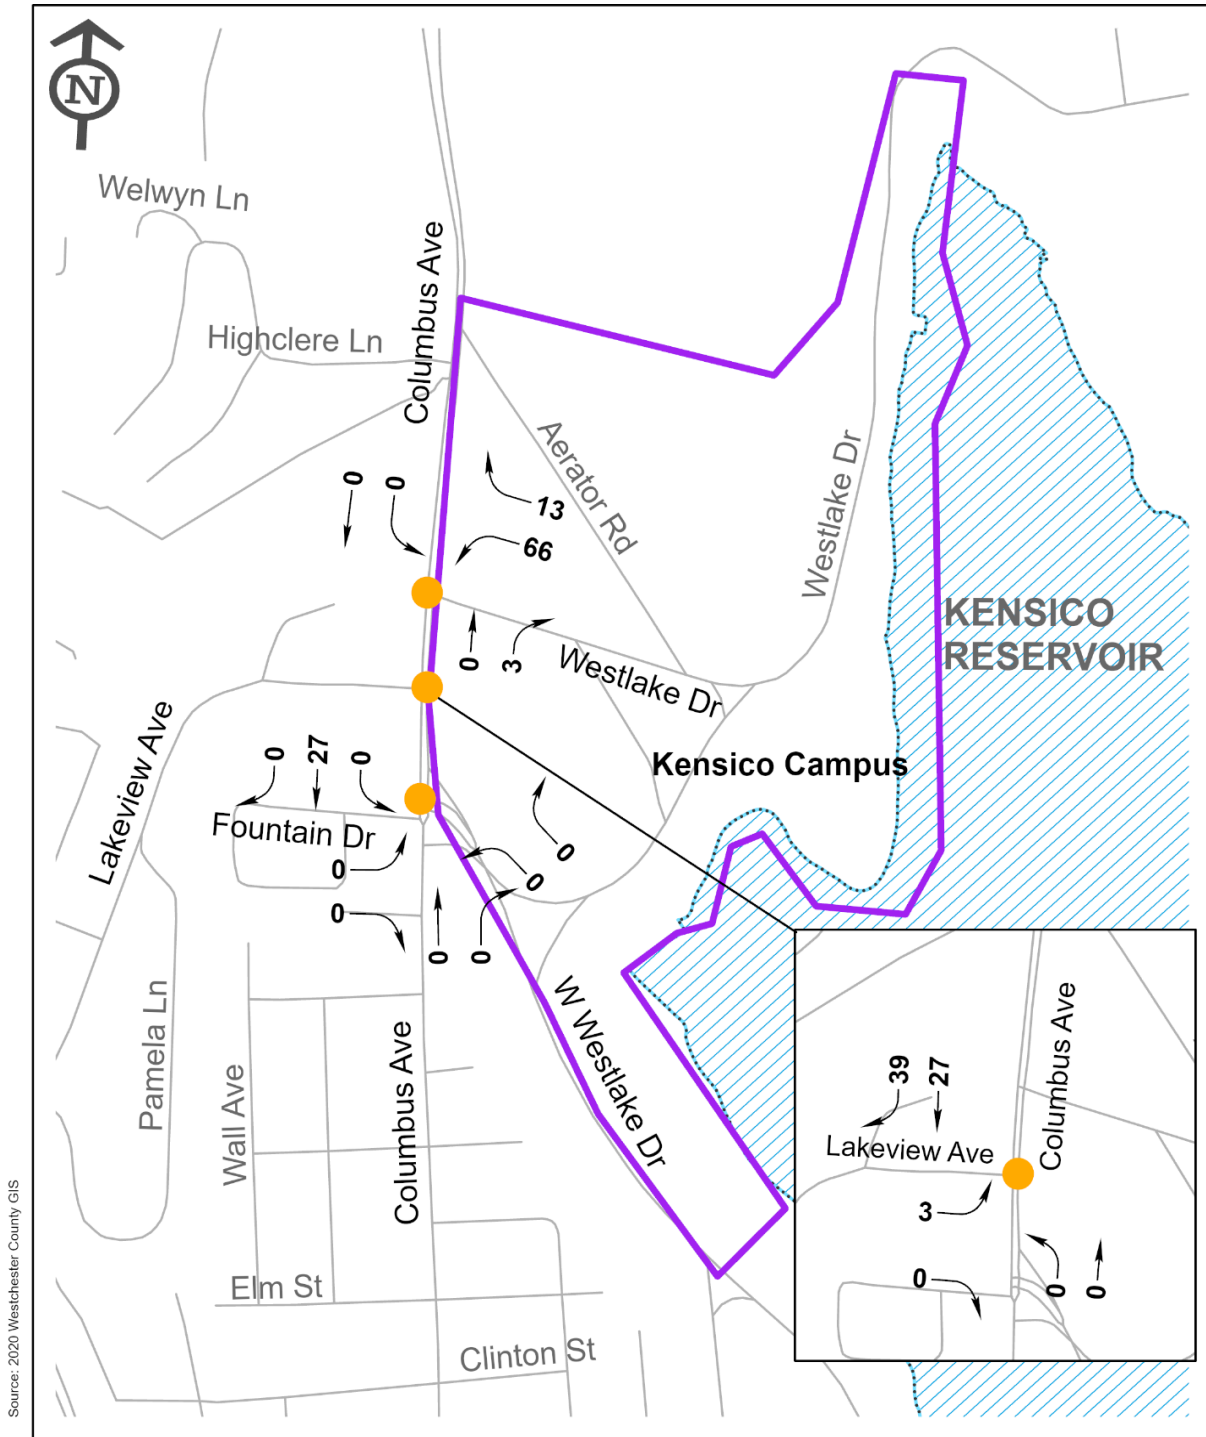 N
Welwyn Ln
Columbus Ave
Highclere Ln
Aerator Rd
Westlake Dr
0
0
13
66
KENSICO
RESERVOIR
0
3
Westlake Dr
Lakeview Ave
0
27
0
Kensico Campus
Fountain Dr
0
0
0
0
0
0
W Westlake Dr
Pamela Ln
Wall Ave
Columbus Ave
Columbus Ave
39
27
Lakeview Ave
3
0
0
0
Elm St
Clinton St
Source: 2020 Westchester County GIS